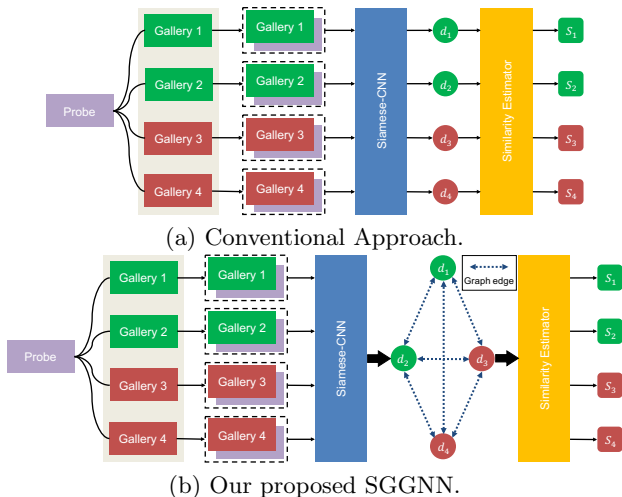 Probe
Gallery 1
Gallery 2
Gallery 3
Gallery 4
Gallery 1
Gallery 2
Gallery 3
Gallery 4
Siamese-CNN
d1
d2
d3
d4
Similarity Estimator
S1
S2
S3
S4
(a) Conventional Approach.
Probe
Gallery 1
Gallery 2
Gallery 3
Gallery 4
Gallery 1
Gallery 2
Gallery 3
Gallery 4
Siamese-CNN
d1
d2
d3
d4
Graph edge
Similarity Estimator
S1
S2
S3
S4
(b) Our proposed SGGNN.